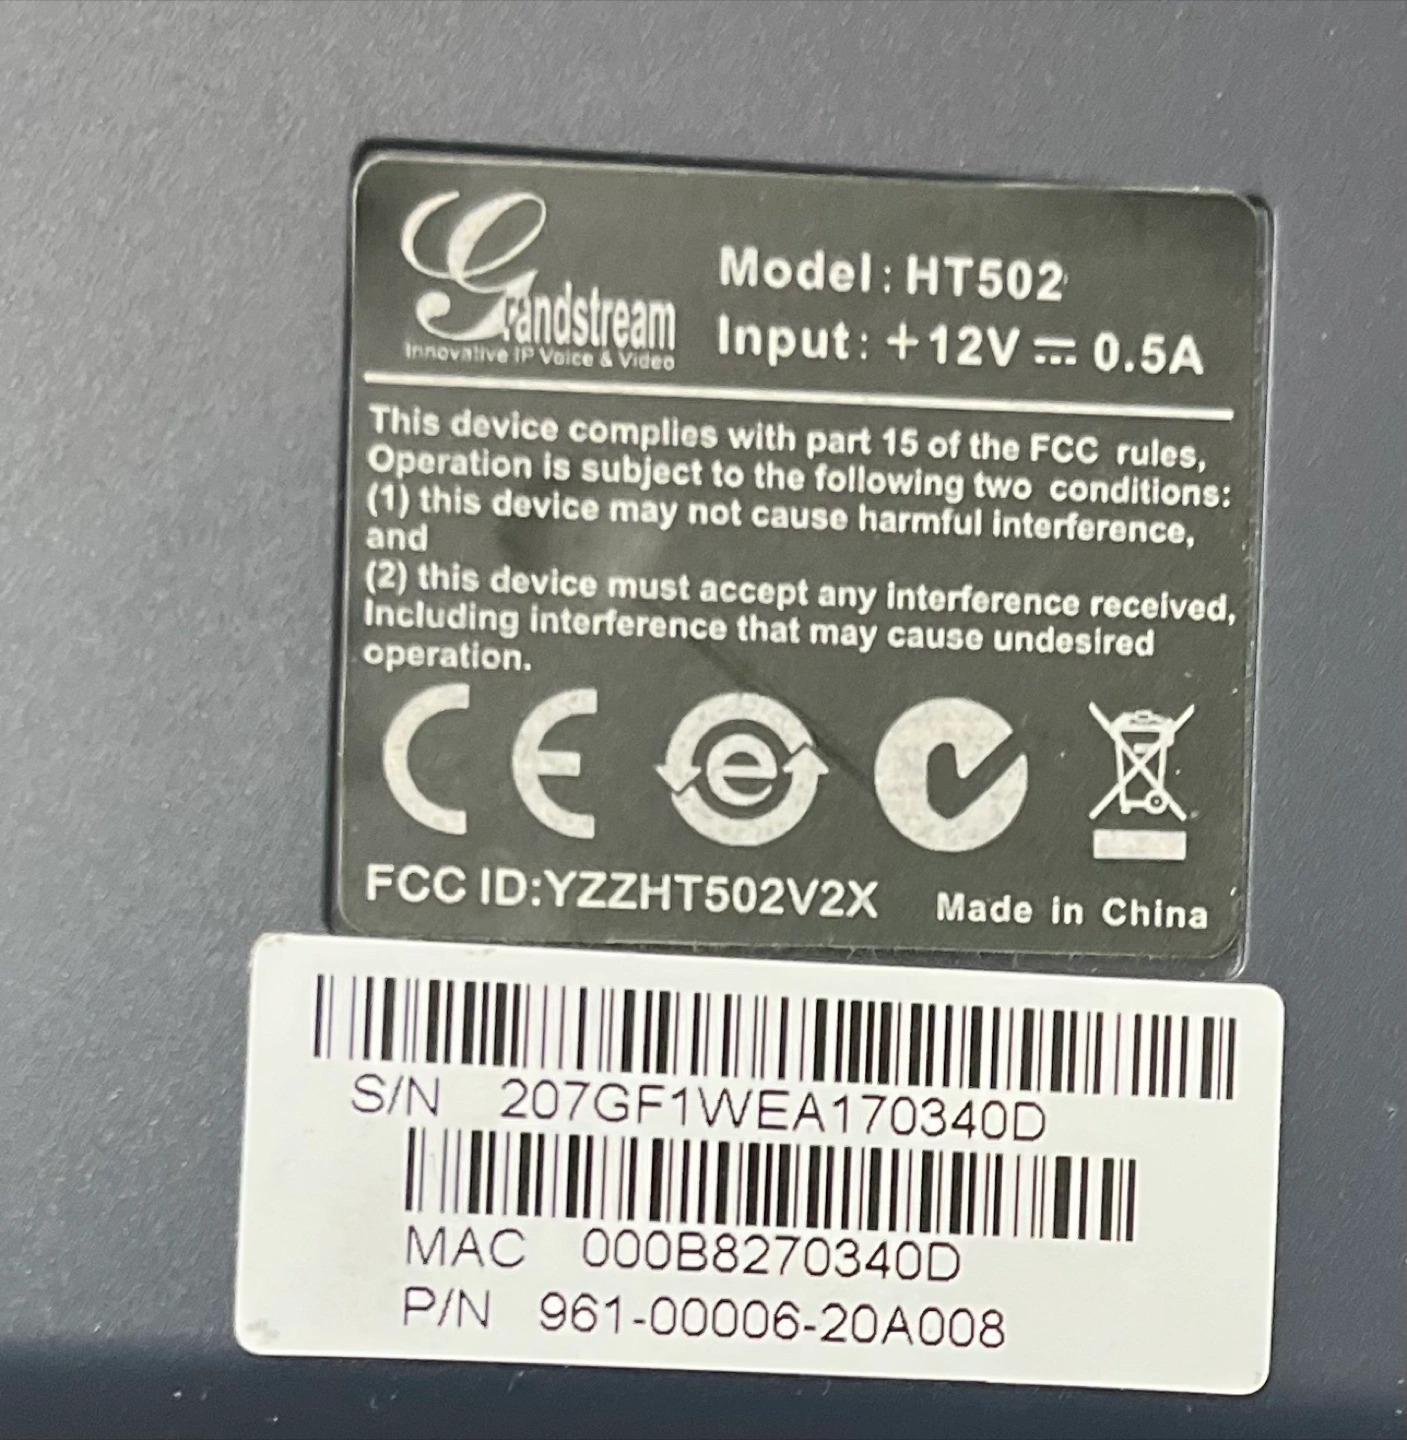 Grandstream
Innovative IP Voice & Video
Model: HT502
Input: +12V ⎓ 0.5A
This device complies with part 15 of the FCC rules,
Operation is subject to the following two conditions:
(1) this device may not cause harmful interference,
and
(2) this device must accept any interference received,
Including interference that may cause undesired
operation.
CE e
FCC ID:YZZHT502V2X Made in China
S/N 207GF1WEA170340D
MAC 000B8270340D
P/N 961-00006-20A008